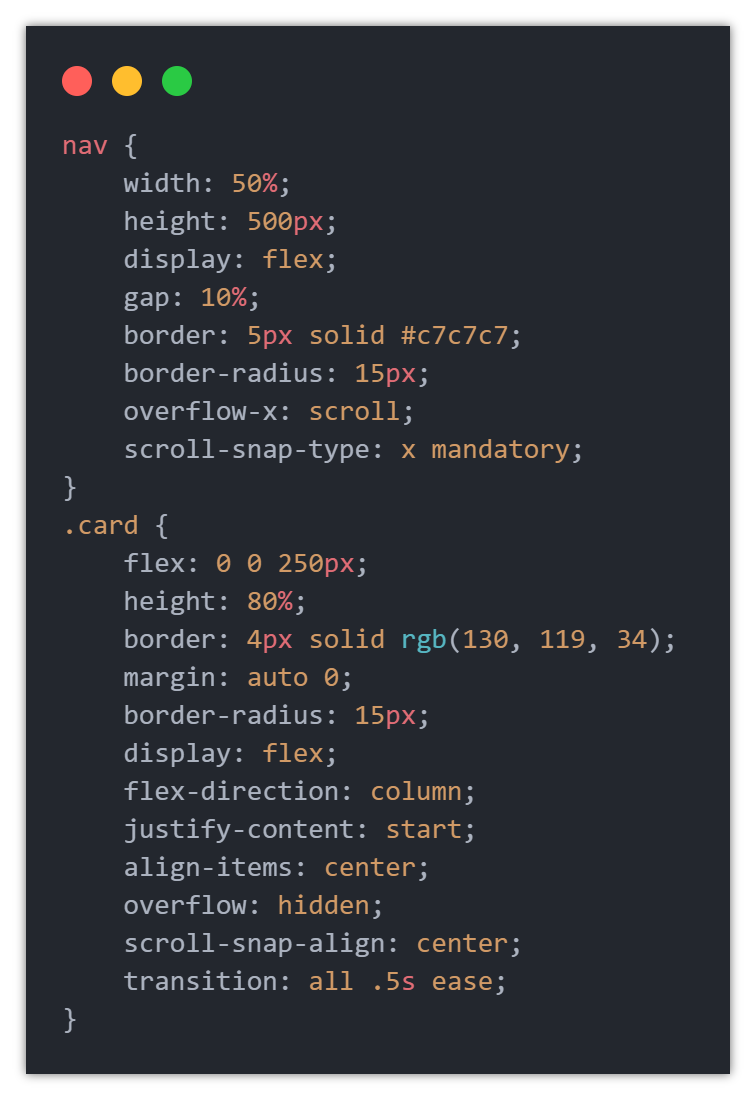 nav {
    width: 50%;
    height: 500px;
    display: flex;
    gap: 10%;
    border: 5px solid #c7c7c7;
    border-radius: 15px;
    overflow-x: scroll;
    scroll-snap-type: x mandatory;
}
.card {
    flex: 0 0 250px;
    height: 80%;
    border: 4px solid rgb(130, 119, 34);
    margin: auto 0;
    border-radius: 15px;
    display: flex;
    flex-direction: column;
    justify-content: start;
    align-items: center;
    overflow: hidden;
    scroll-snap-align: center;
    transition: all .5s ease;
}